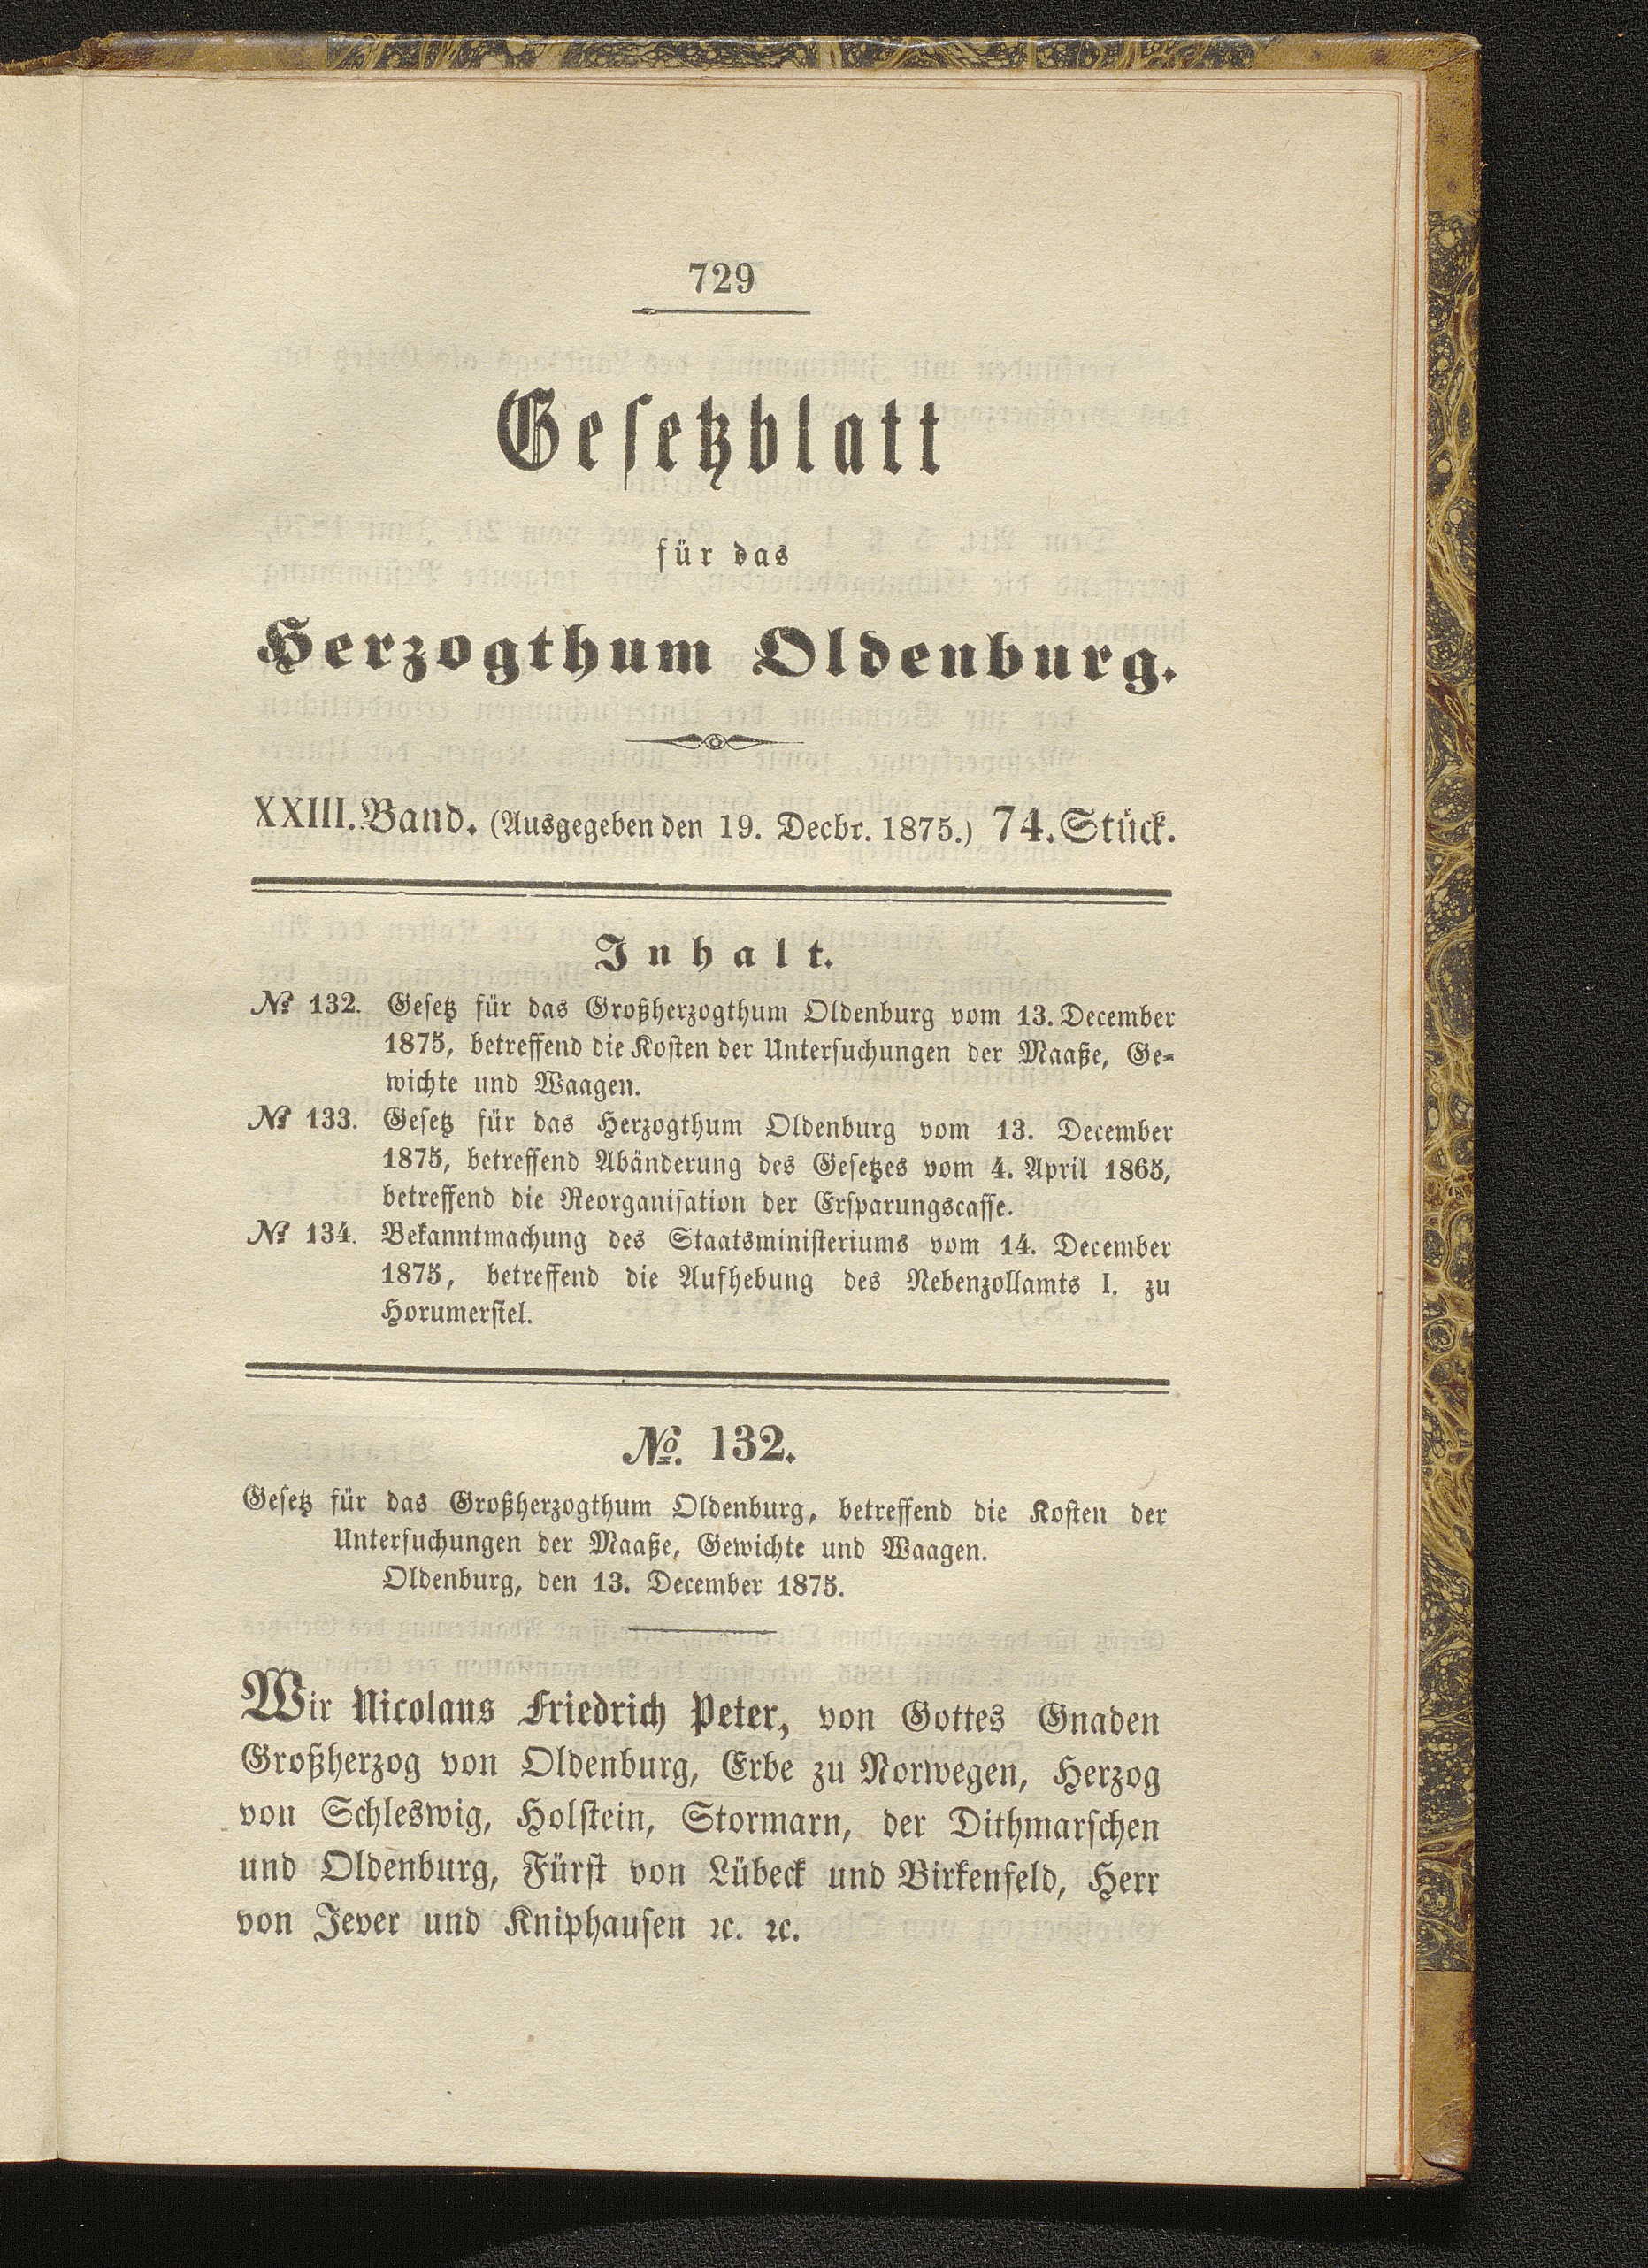 729
Gesetzblatt
für das
Herzogthum Oldenburg.
XXIII. Band. (Ausgegeben den 19. Decbr. 1875.) 74. Stück.
Inhalt.
№ 132. Gesetz für das Großherzogthum Oldenburg vom 13. December
1875, betreffend die Kosten der Untersuchungen der Maaße, Ge-
wichte und Waagen.
№ 133. Gesetz für das Herzogthum Oldenburg vom 13. December
1875, betreffend Abänderung des Gesetzes vom 4. April 1865,
betreffend die Reorganisation der Ersparungscasse.
№ 134. Bekanntmachung des Staatsministeriums vom 14. December
1875, betreffend die Aufhebung des Nebenzollamts I. zu
Horumersiel.
№. 132.
Gesetz für das Großherzogthum Oldenburg, betreffend die Kosten der
Untersuchungen der Maaße, Gewichte und Waagen.
Oldenburg, den 13. December 1875.
Wir Nicolaus Friedrich Peter, von Gottes Gnaden
Großherzog von Oldenburg, Erbe zu Norwegen, Herzog
von Schleswig, Holstein, Stormarn, der Dithmarschen
und Oldenburg, Fürst von Lübeck und Birkenfeld, Herr
von Jever und Kniphausen ꝛc. ꝛc.